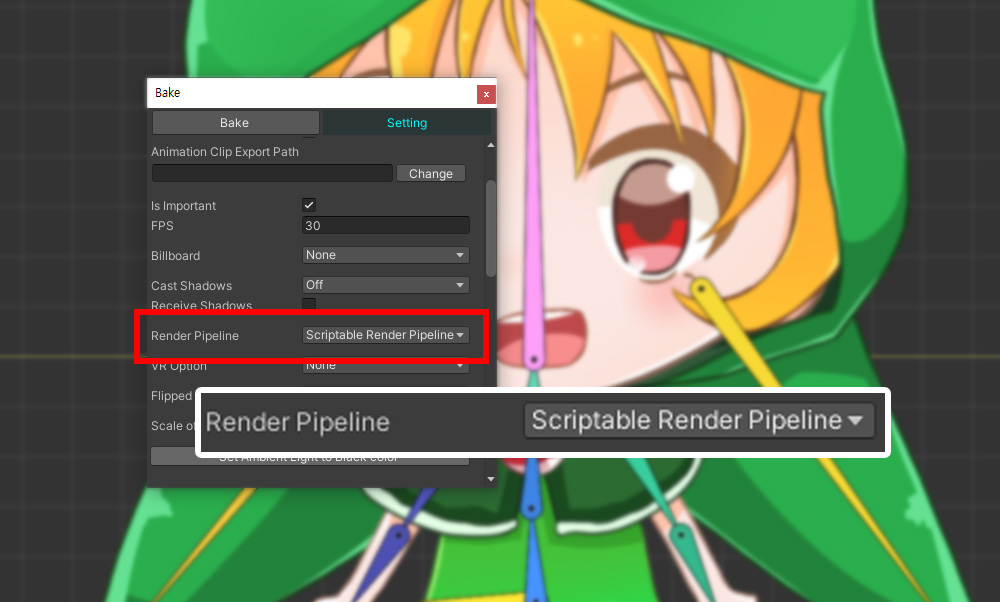 Bake
x
Bake Setting
Animation Clip Export Path
Change
Is Important
FPS 30
Billboard None
Cast Shadows Off
Receive Shadows
Render Pipeline Scriptable Render Pipeline
VR Option None
Flipped
Scale of
Render Pipeline Scriptable Render Pipeline
Set Ambient Light to Black color